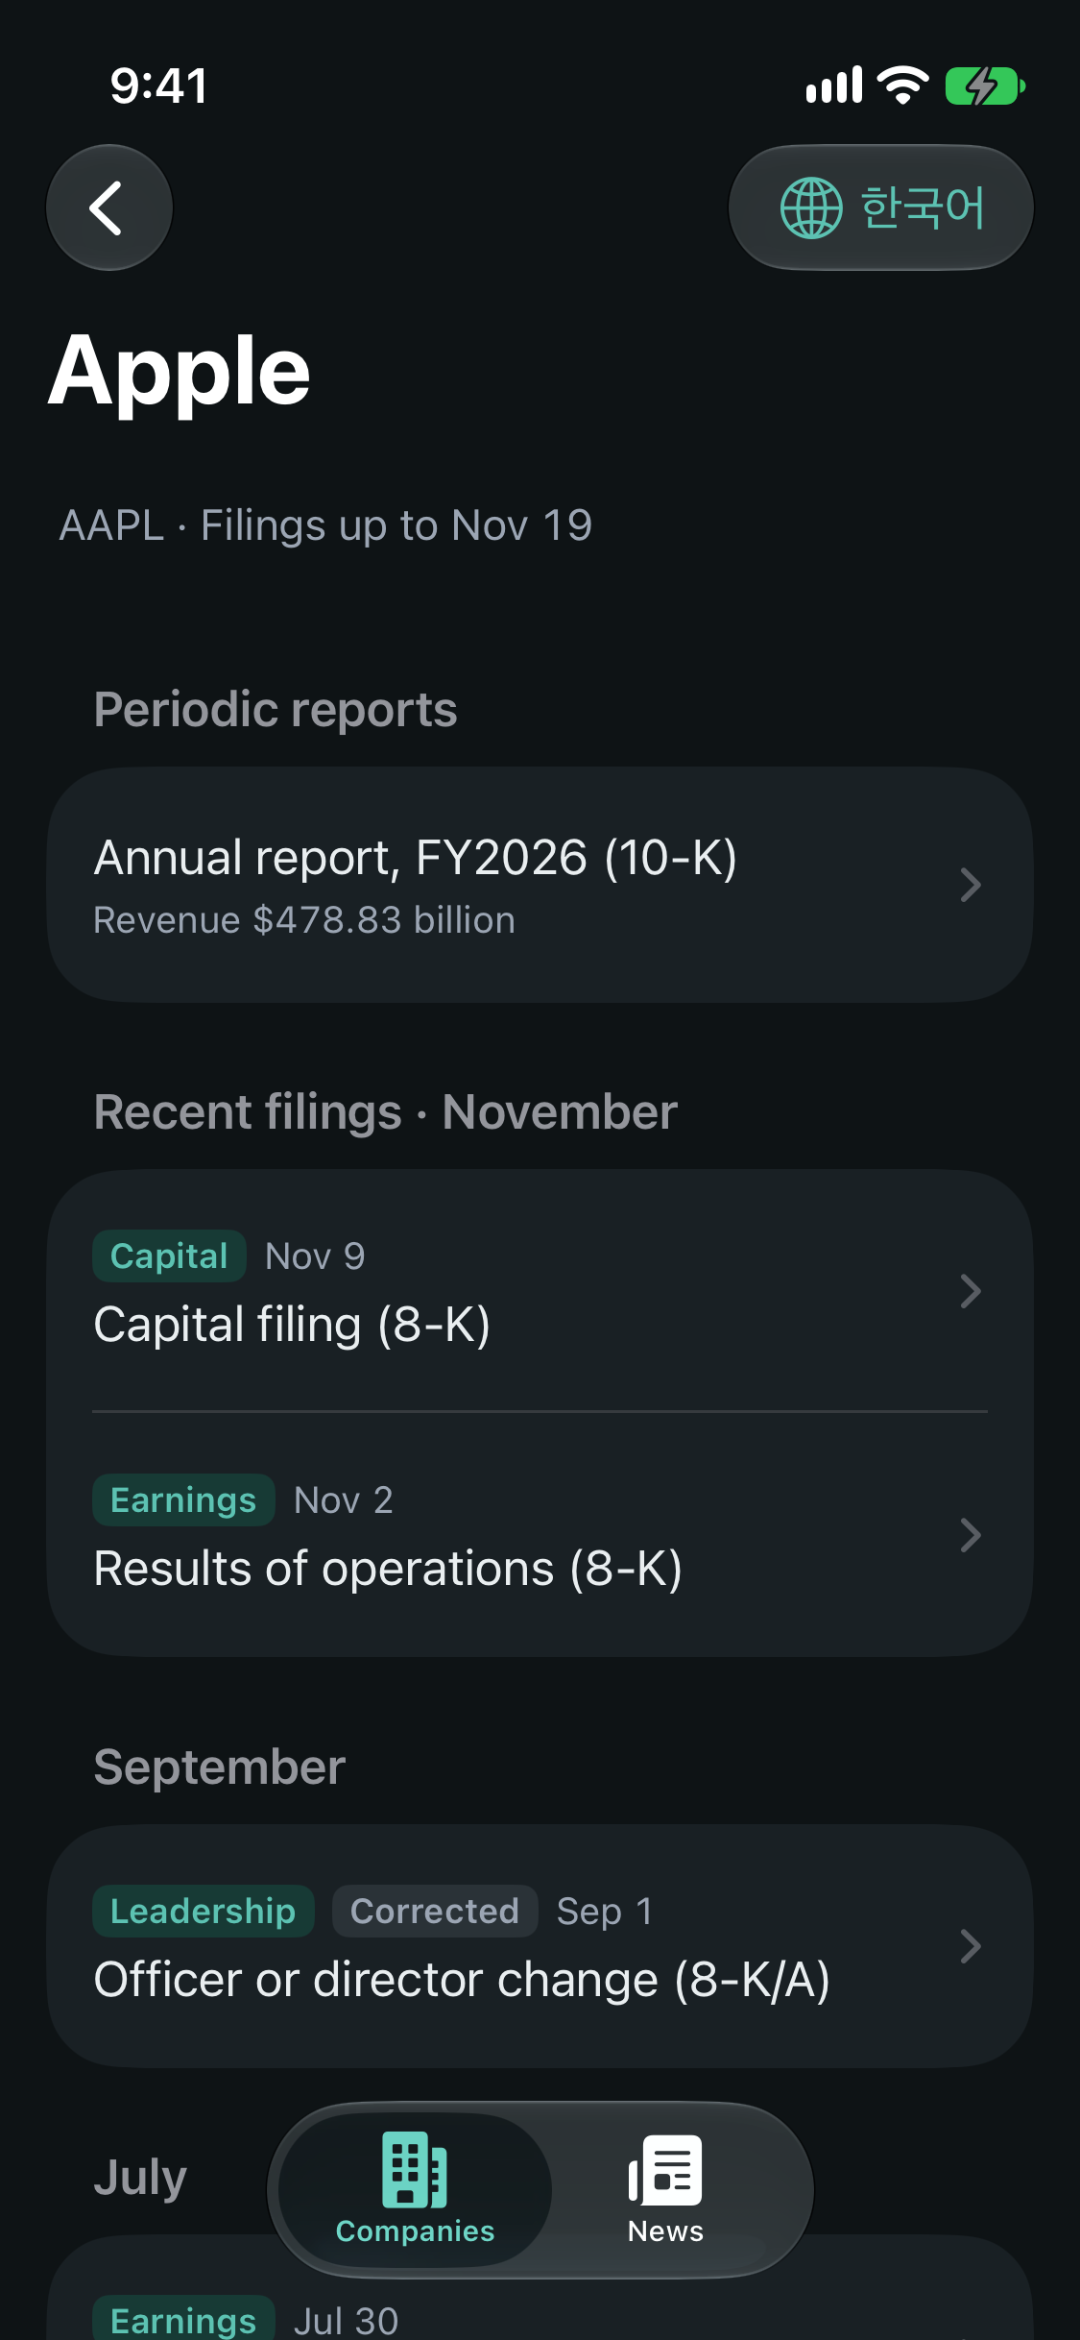 9:41
한국어
Apple
AAPL · Filings up to Nov 19
Periodic reports
Annual report, FY2026 (10-K)
Revenue $478.83 billion
Recent filings · November
Capital Nov 9
Capital filing (8-K)
Earnings Nov 2
Results of operations (8-K)
September
Leadership Corrected Sep 1
Officer or director change (8-K/A)
July
Companies News
Earnings Jul 30